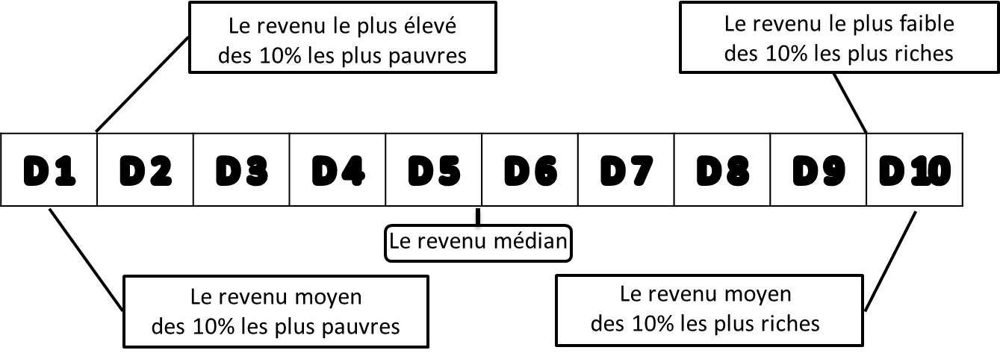 Le revenu le plus élevé
des 10% les plus pauvres
Le revenu le plus faible
des 10% les plus riches
D1 D2 D3 D4 D5 D6 D7 D8 D9 D10
Le revenu médian
Le revenu moyen
des 10% les plus pauvres
Le revenu moyen
des 10% les plus riches